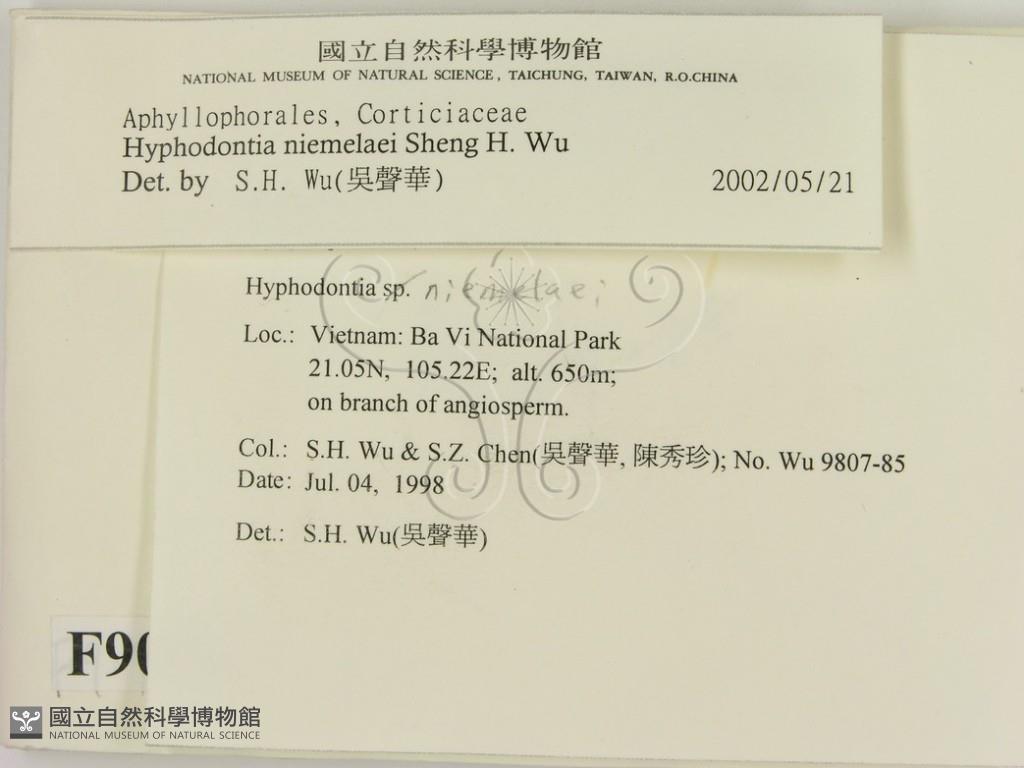 國立自然科學博物館
NATIONAL MUSEUM OF NATURAL SCIENCE, TAICHUNG, TAIWAN, R.O.CHINA
Aphyllophorales, Corticiaceae
Hyphodontia niemelaei Sheng H. Wu
Det. by S.H. Wu(吳聲華) 2002/05/21
Hyphodontia sp. niemelaei
Loc.: Vietnam: Ba Vi National Park
21.05N, 105.22E; alt. 650m;
on branch of angiosperm.
Col.: S.H. Wu & S.Z. Chen(吳聲華, 陳秀珍); No. Wu 9807-85
Date: Jul. 04, 1998
Det.: S.H. Wu(吳聲華)
F90
國立自然科學博物館
NATIONAL MUSEUM OF NATURAL SCIENCE